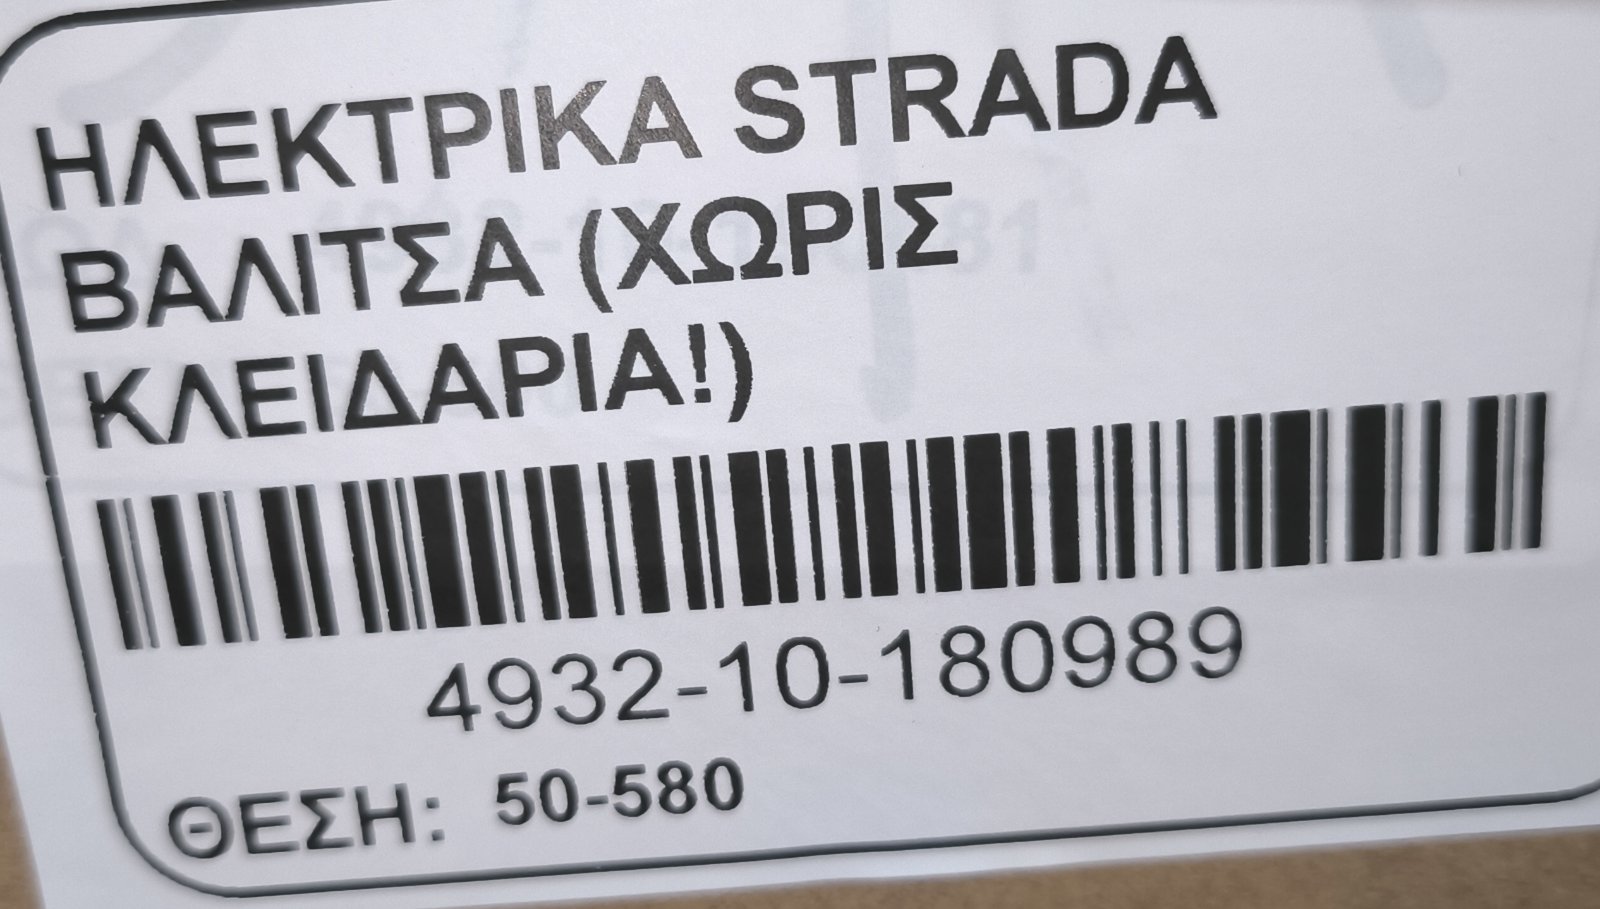 ΗΛΕΚΤΡΙΚΑ STRADA
ΒΑΛΙΤΣΑ (ΧΩΡΙΣ
ΚΛΕΙΔΑΡΙΑ!)
4932-10-180989
ΘΕΣΗ: 50-580